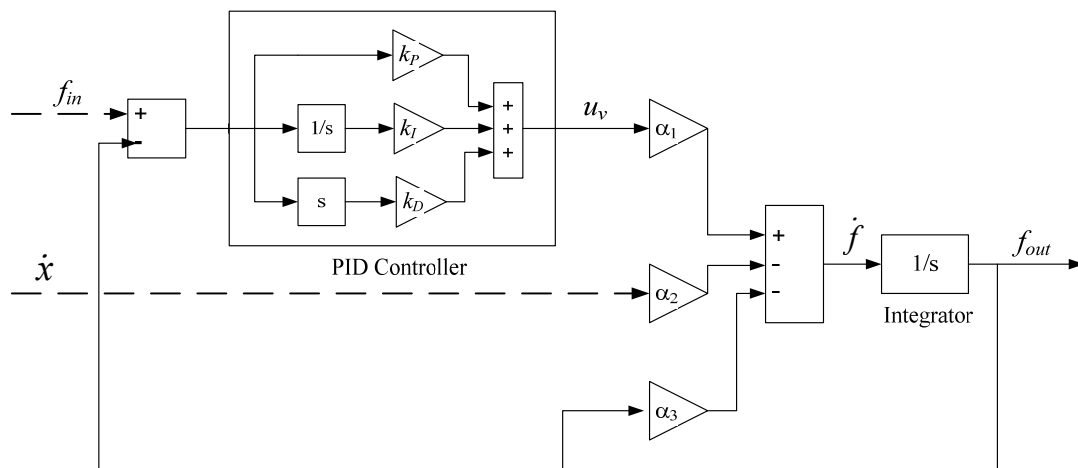 f_in
+
-
k_P
1/s
k_I
s
k_D
+
+
+
PID Controller
u_v
α_1
ẋ
α_2
α_3
+
-
-
ḟ
1/s
Integrator
f_out